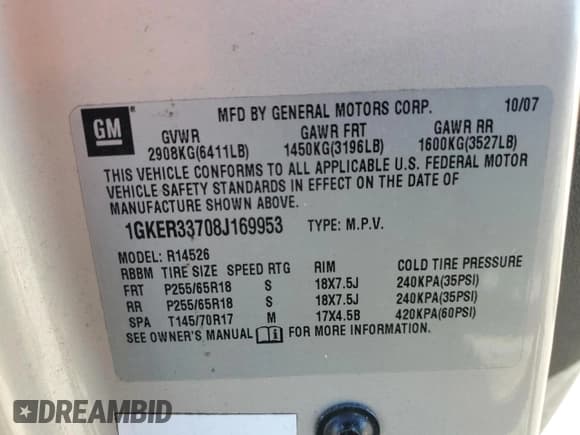 GM
®
MFD BY GENERAL MOTORS CORP. 10/07
GVWR GAWR FRT GAWR RR
2908KG(6411LB) 1450KG(3196LB) 1600KG(3527LB)
THIS VEHICLE CONFORMS TO ALL APPLICABLE U.S. FEDERAL MOTOR
VEHICLE SAFETY STANDARDS IN EFFECT ON THE DATE OF
MANUFACTURE SHOWN ABOVE.
1GKER33708J169953 TYPE: M.P.V.
MODEL: R14526
RBBM TIRE SIZE SPEED RTG RIM COLD TIRE PRESSURE
FRT P255/65R18 S 18X7.5J 240KPA(35PSI)
RR P255/65R18 S 18X7.5J 240KPA(35PSI)
SPA T145/70R17 M 17X4.5B 420KPA(60PSI)
SEE OWNER'S MANUAL FOR MORE INFORMATION.
DREAMBID